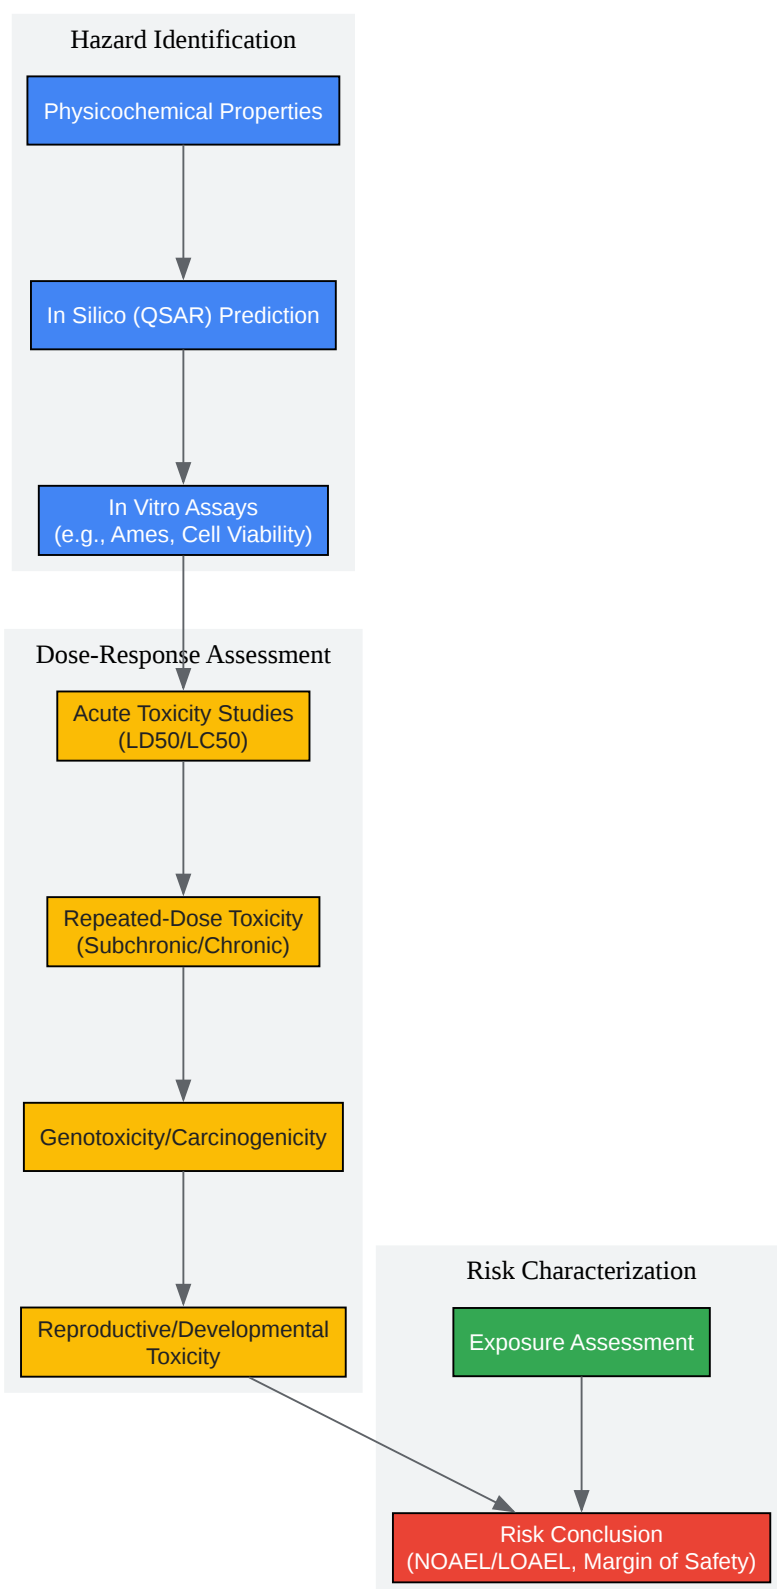 Hazard Identification
Physicochemical Properties
In Silico (QSAR) Prediction
In Vitro Assays
(e.g., Ames, Cell Viability)
Dose-Response Assessment
Acute Toxicity Studies
(LD50/LC50)
Repeated-Dose Toxicity
(Subchronic/Chronic)
Genotoxicity/Carcinogenicity
Reproductive/Developmental
Toxicity
Risk Characterization
Exposure Assessment
Risk Conclusion
(NOAEL/LOAEL, Margin of Safety)